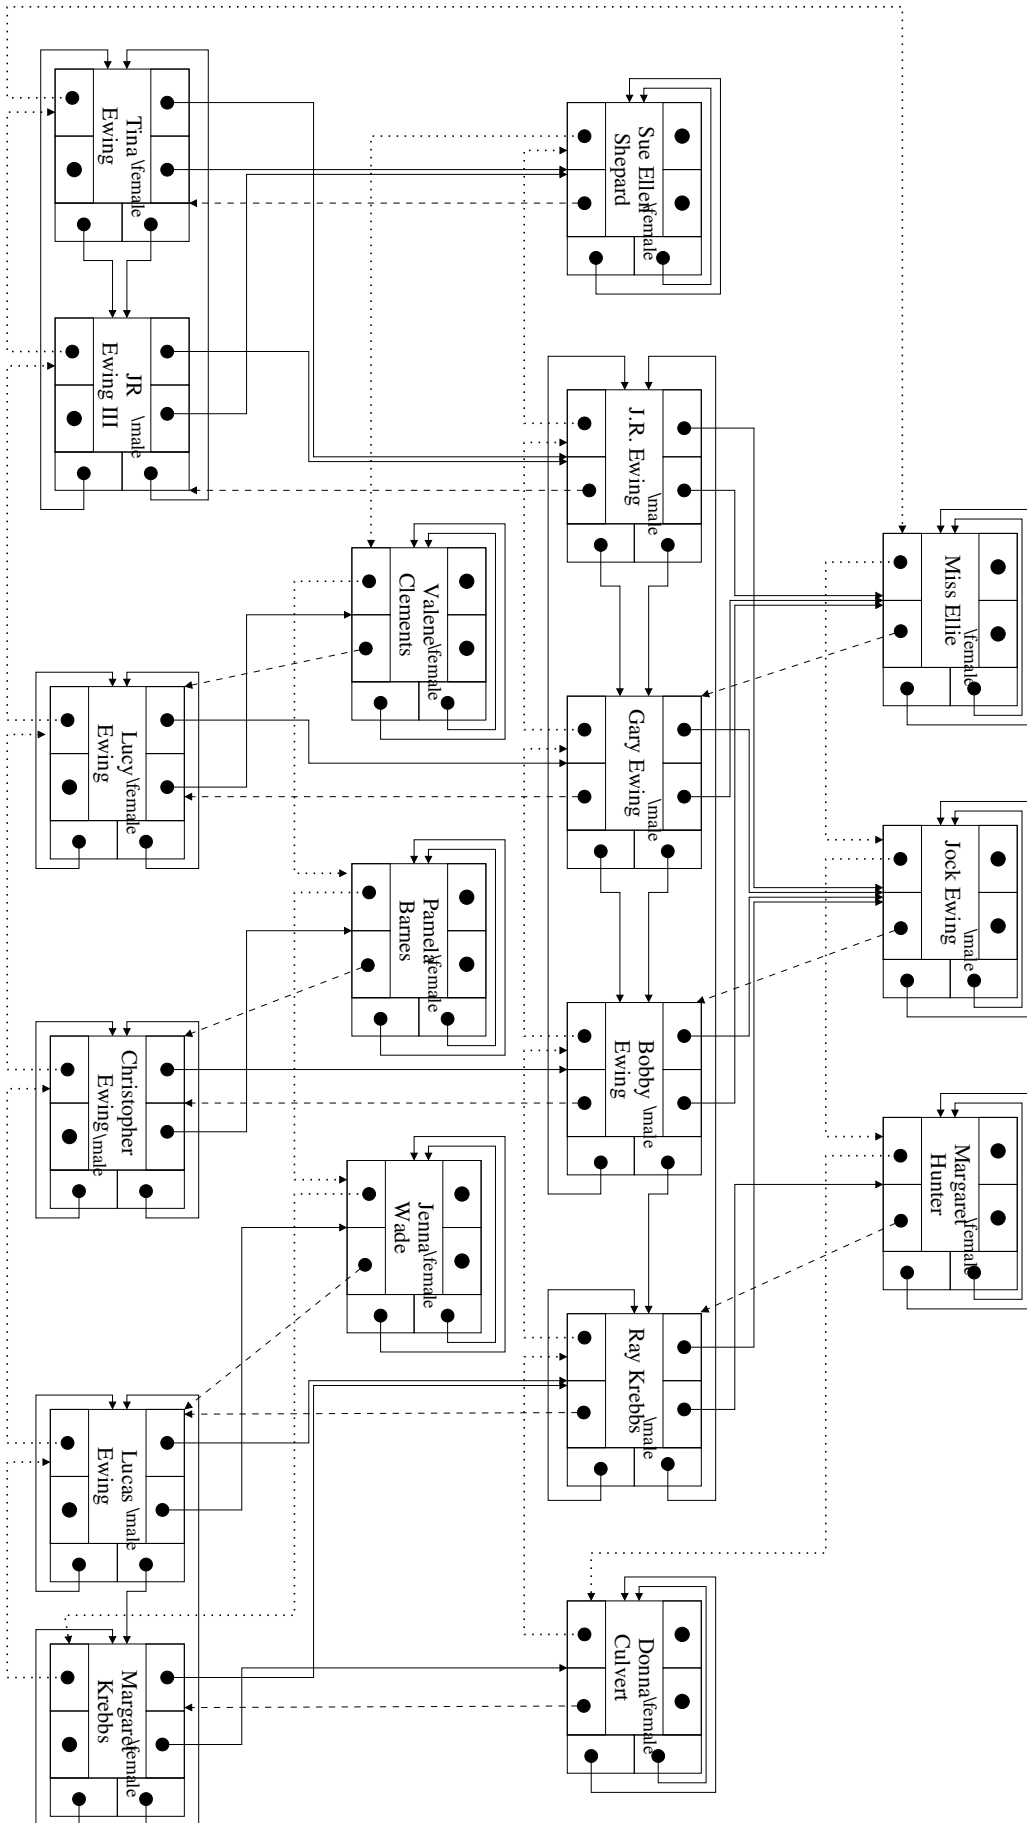 Miss Ellie
\female
Jock Ewing
\male
Margaret
Hunter
\female
Sue Ellen
Shepard
\female
J.R. Ewing
\male
Gary Ewing
\male
Bobby
Ewing
\male
Ray Krebbs
\male
Donna
Culvert
\female
Valene
Clements
\female
Pamela
Barnes
\female
Jenna
Wade
\female
Tina
Ewing
\female
JR
Ewing III
\male
Lucy
Ewing
\female
Christopher
Ewing
\male
Lucas
Ewing
\male
Margaret
Krebbs
\female